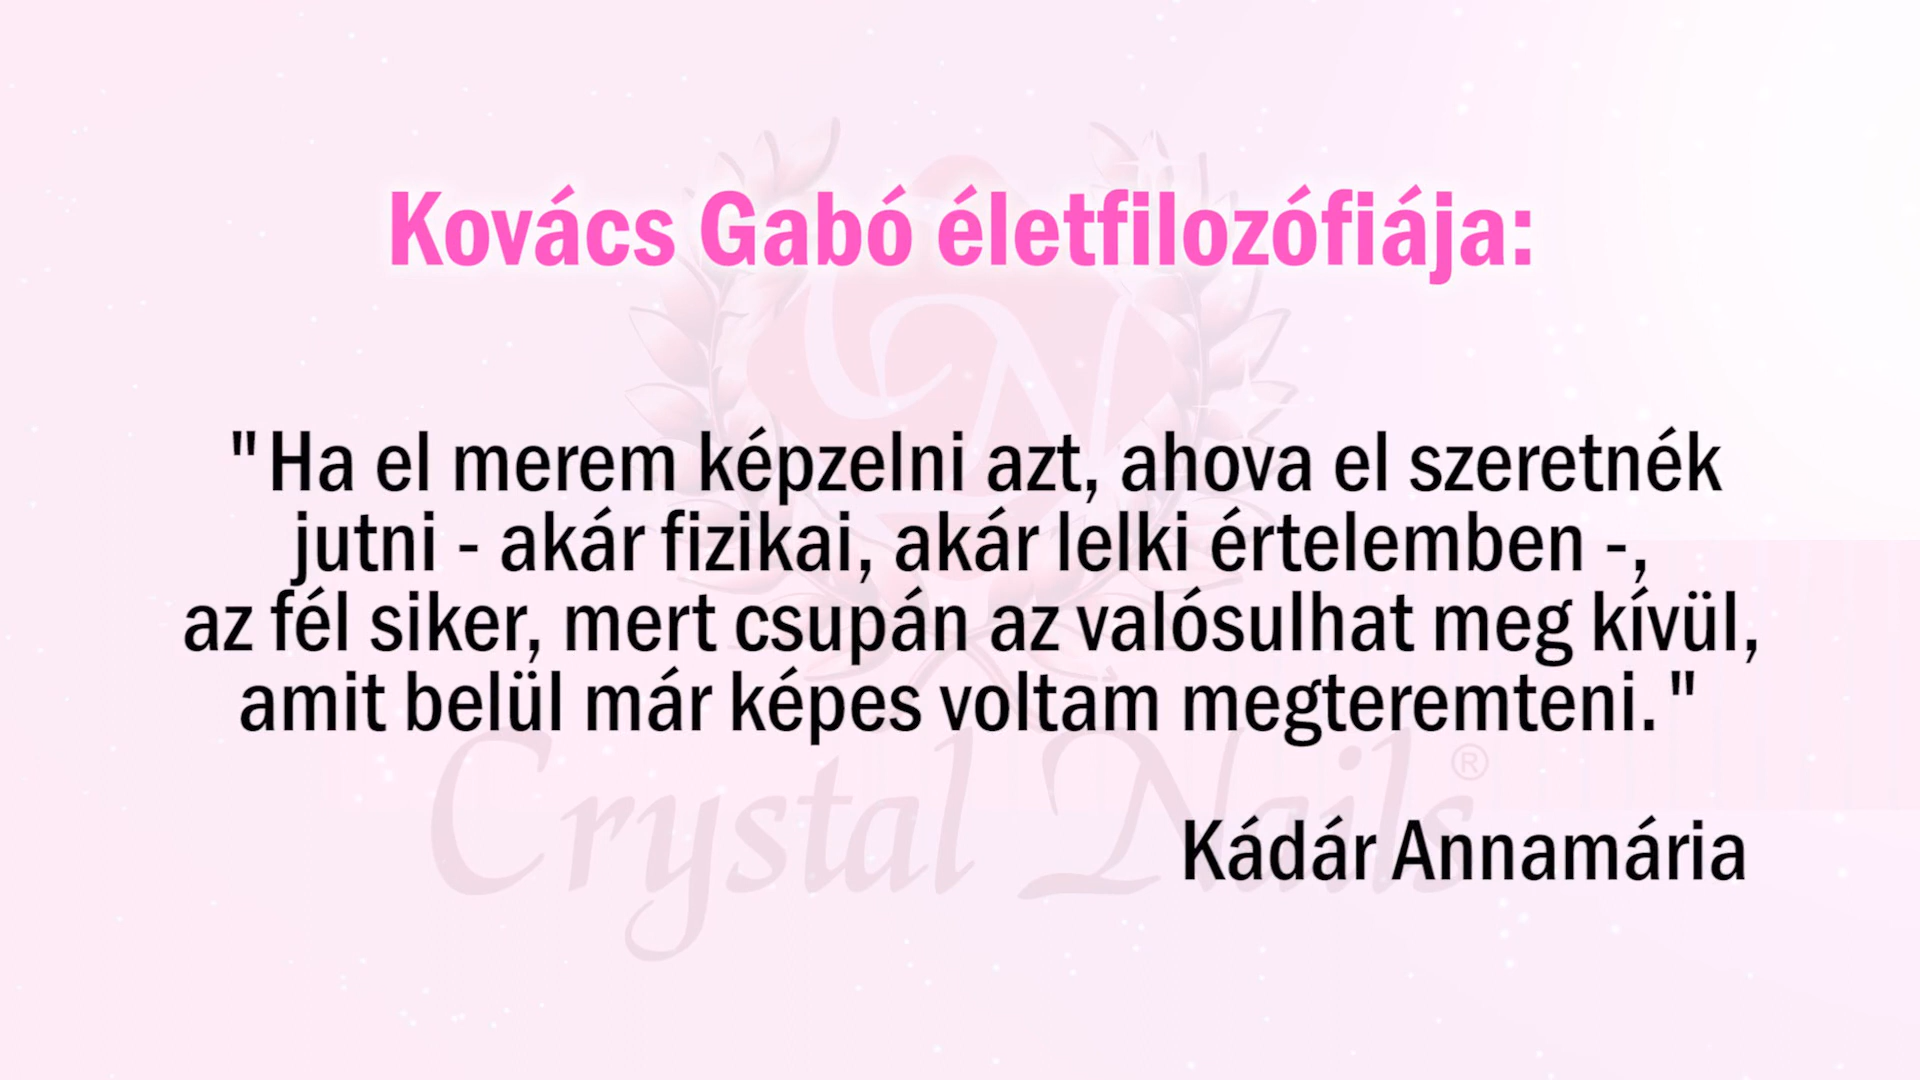 Kovács Gabó életfilozófiája:
"Ha el merem képzelni azt, ahova el szeretnék
jutni - akár fizikai, akár lelki értelemben -,
az fél siker, mert csupán az valósulhat meg kívül,
amit belül már képes voltam megteremteni."
Crystal Nails®
Kádár Annamária